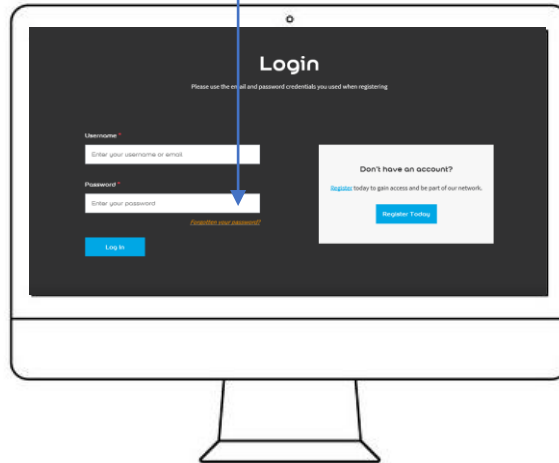 Login
Please use the email and password credentials you used when registering
Username *
Enter your username or email
Password *
Enter your password
Forgotten your password?
Log In
Don't have an account?
Register today to gain access and be part of our network.
Register Today